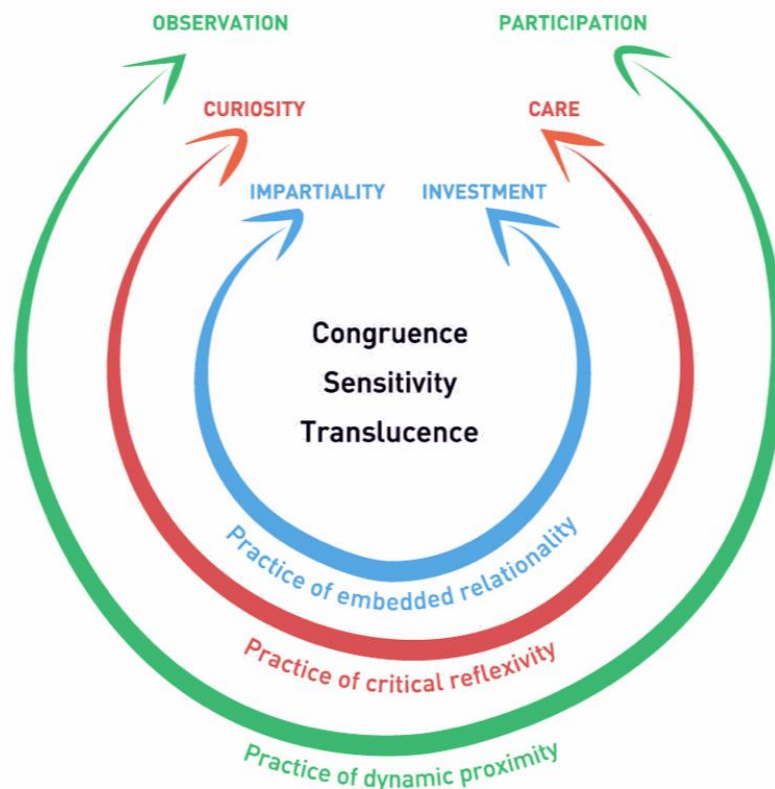 OBSERVATION PARTICIPATION
CURIOSITY CARE
IMPARTIALITY INVESTMENT
Congruence
Sensitivity
Translucence
Practice of embedded relationality
Practice of critical reflexivity
Practice of dynamic proximity